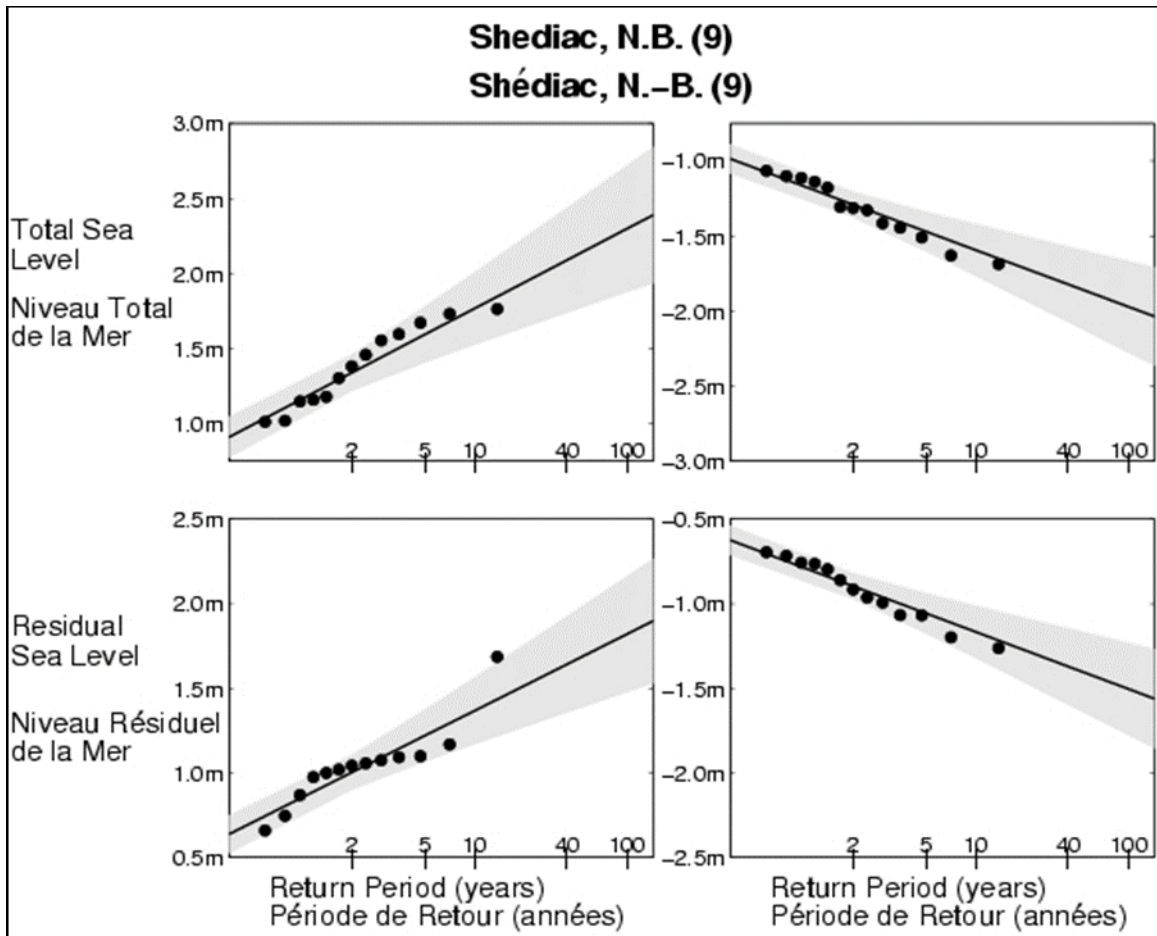 Shediac, N.B. (9)
Shédiac, N.–B. (9)
Total Sea
Level
Niveau Total
de la Mer
3.0m
2.5m
2.0m
1.5m
1.0m
2 5 10 40 100
−1.0m
−1.5m
−2.0m
−2.5m
−3.0m
2 5 10 40 100
Residual
Sea Level
Niveau Résiduel
de la Mer
2.5m
2.0m
1.5m
1.0m
0.5m
2 5 10 40 100
Return Period (years)
Période de Retour (années)
−0.5m
−1.0m
−1.5m
−2.0m
−2.5m
2 5 10 40 100
Return Period (years)
Période de Retour (années)